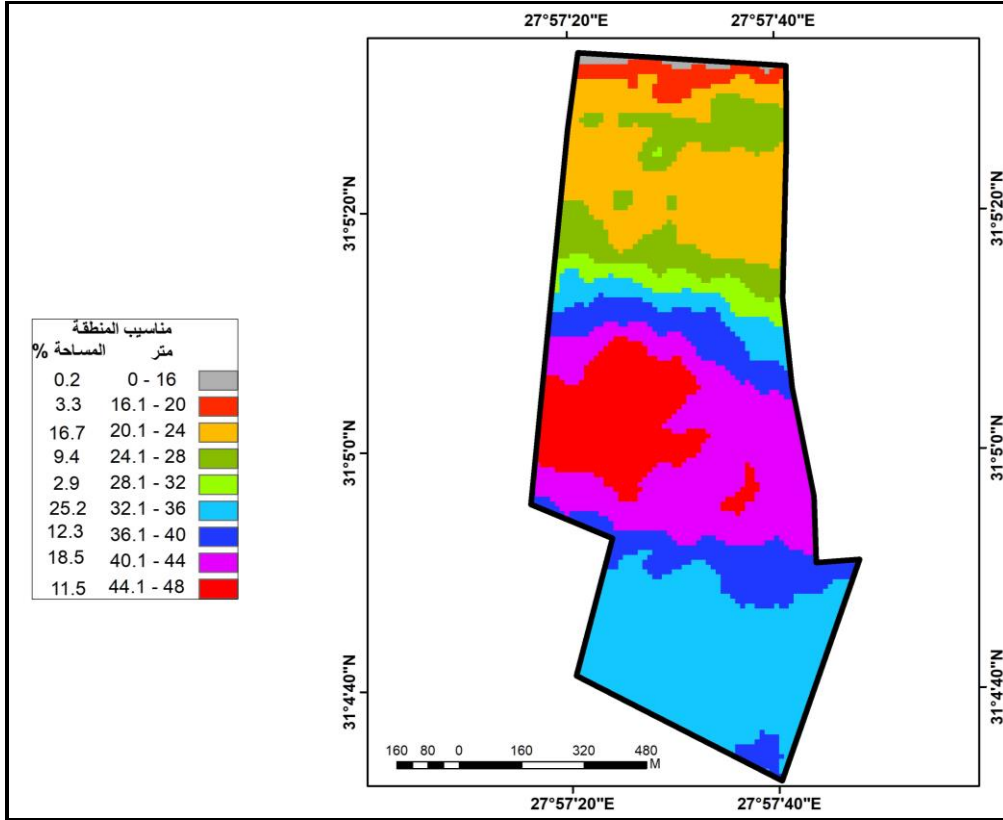 27°57'20"E 27°57'40"E
31°5'20"N 31°5'20"N
31°5'0"N 31°5'0"N
31°4'40"N 31°4'40"N
مناسيب المنطقة
متر المساحة %
0 - 16 0.2
16.1 - 20 3.3
20.1 - 24 16.7
24.1 - 28 9.4
28.1 - 32 2.9
32.1 - 36 25.2
36.1 - 40 12.3
40.1 - 44 18.5
44.1 - 48 11.5
160 80 0 160 320 480
M
27°57'20"E 27°57'40"E